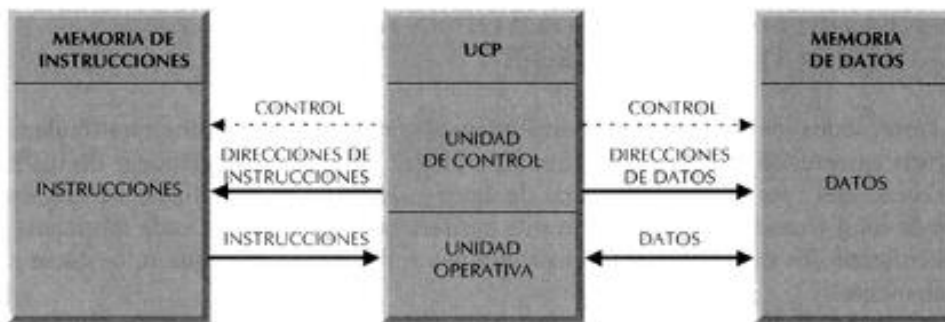 MEMORIA DE
INSTRUCCIONES
INSTRUCCIONES
CONTROL
DIRECCIONES DE
INSTRUCCIONES
INSTRUCCIONES
UCP
UNIDAD
DE CONTROL
UNIDAD
OPERATIVA
CONTROL
DIRECCIONES
DE DATOS
DATOS
MEMORIA
DE DATOS
DATOS